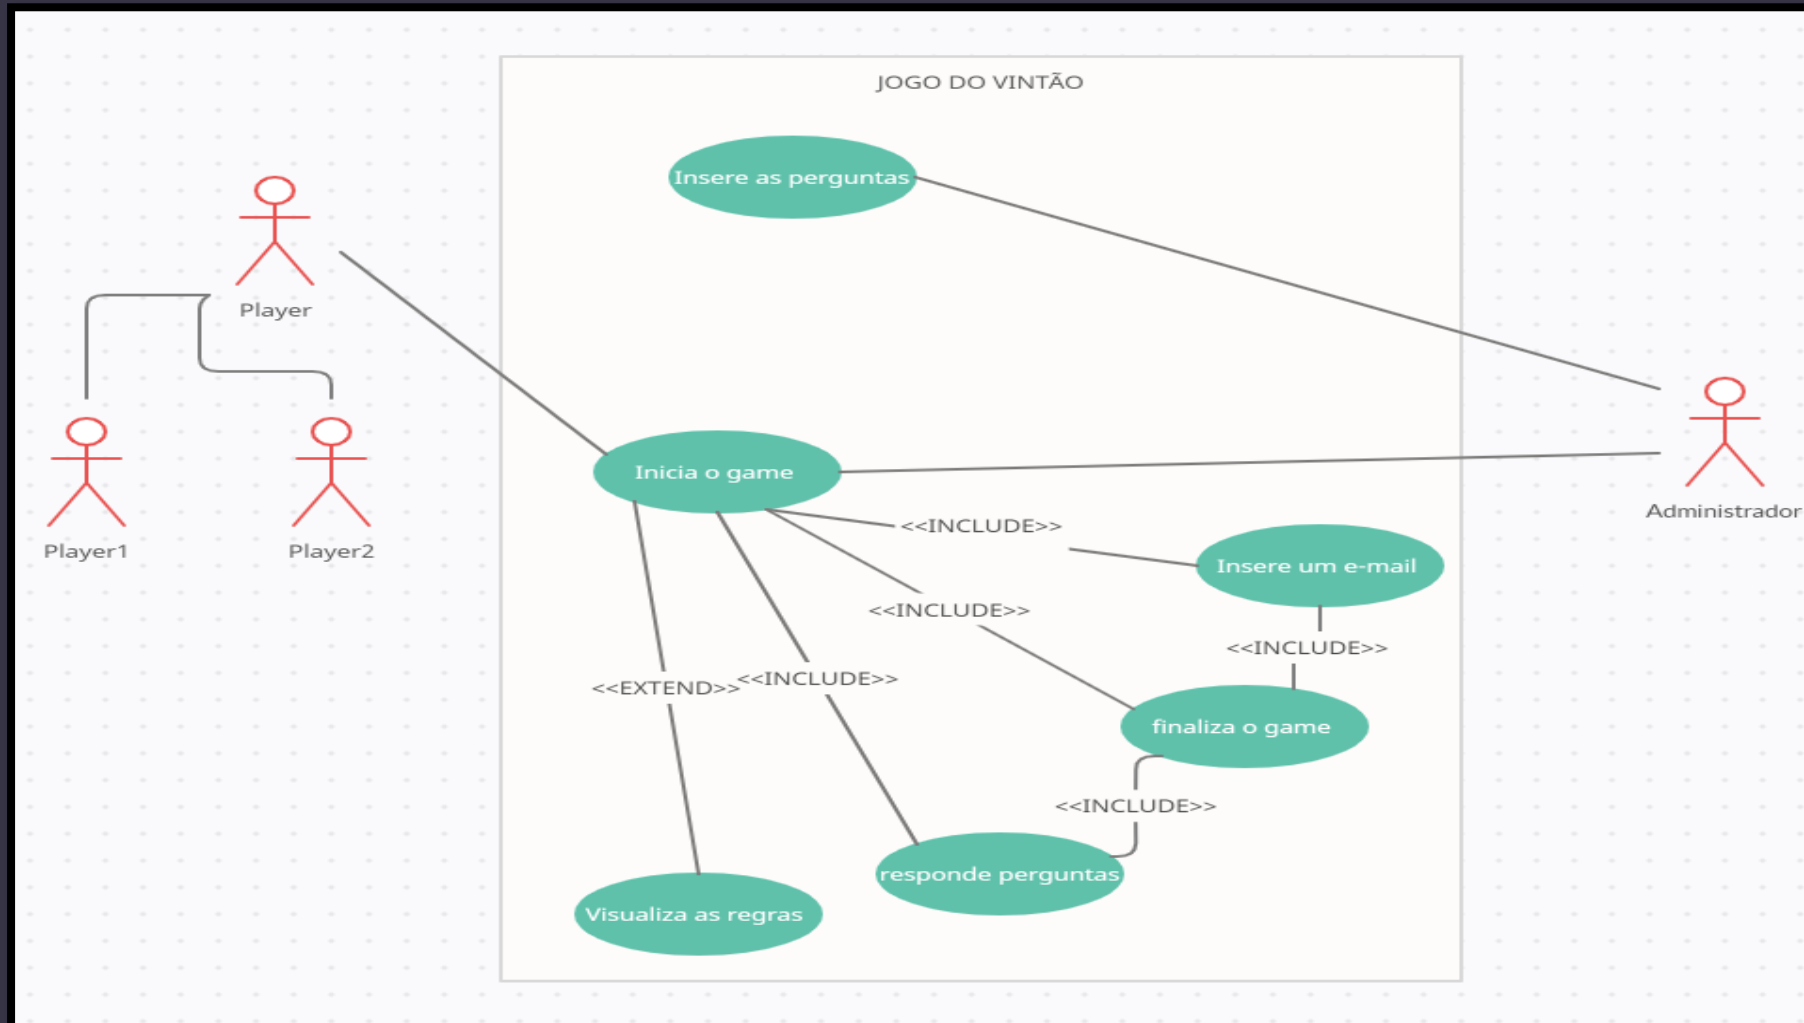 JOGO DO VINTÃO
Insere as perguntas
Player
Inicia o game
Administrador
<<INCLUDE>>
Player1
Player2
Insere um e-mail
<<INCLUDE>>
<<INCLUDE>>
<<EXTEND>>
<<INCLUDE>>
finaliza o game
<<INCLUDE>>
responde perguntas
Visualiza as regras